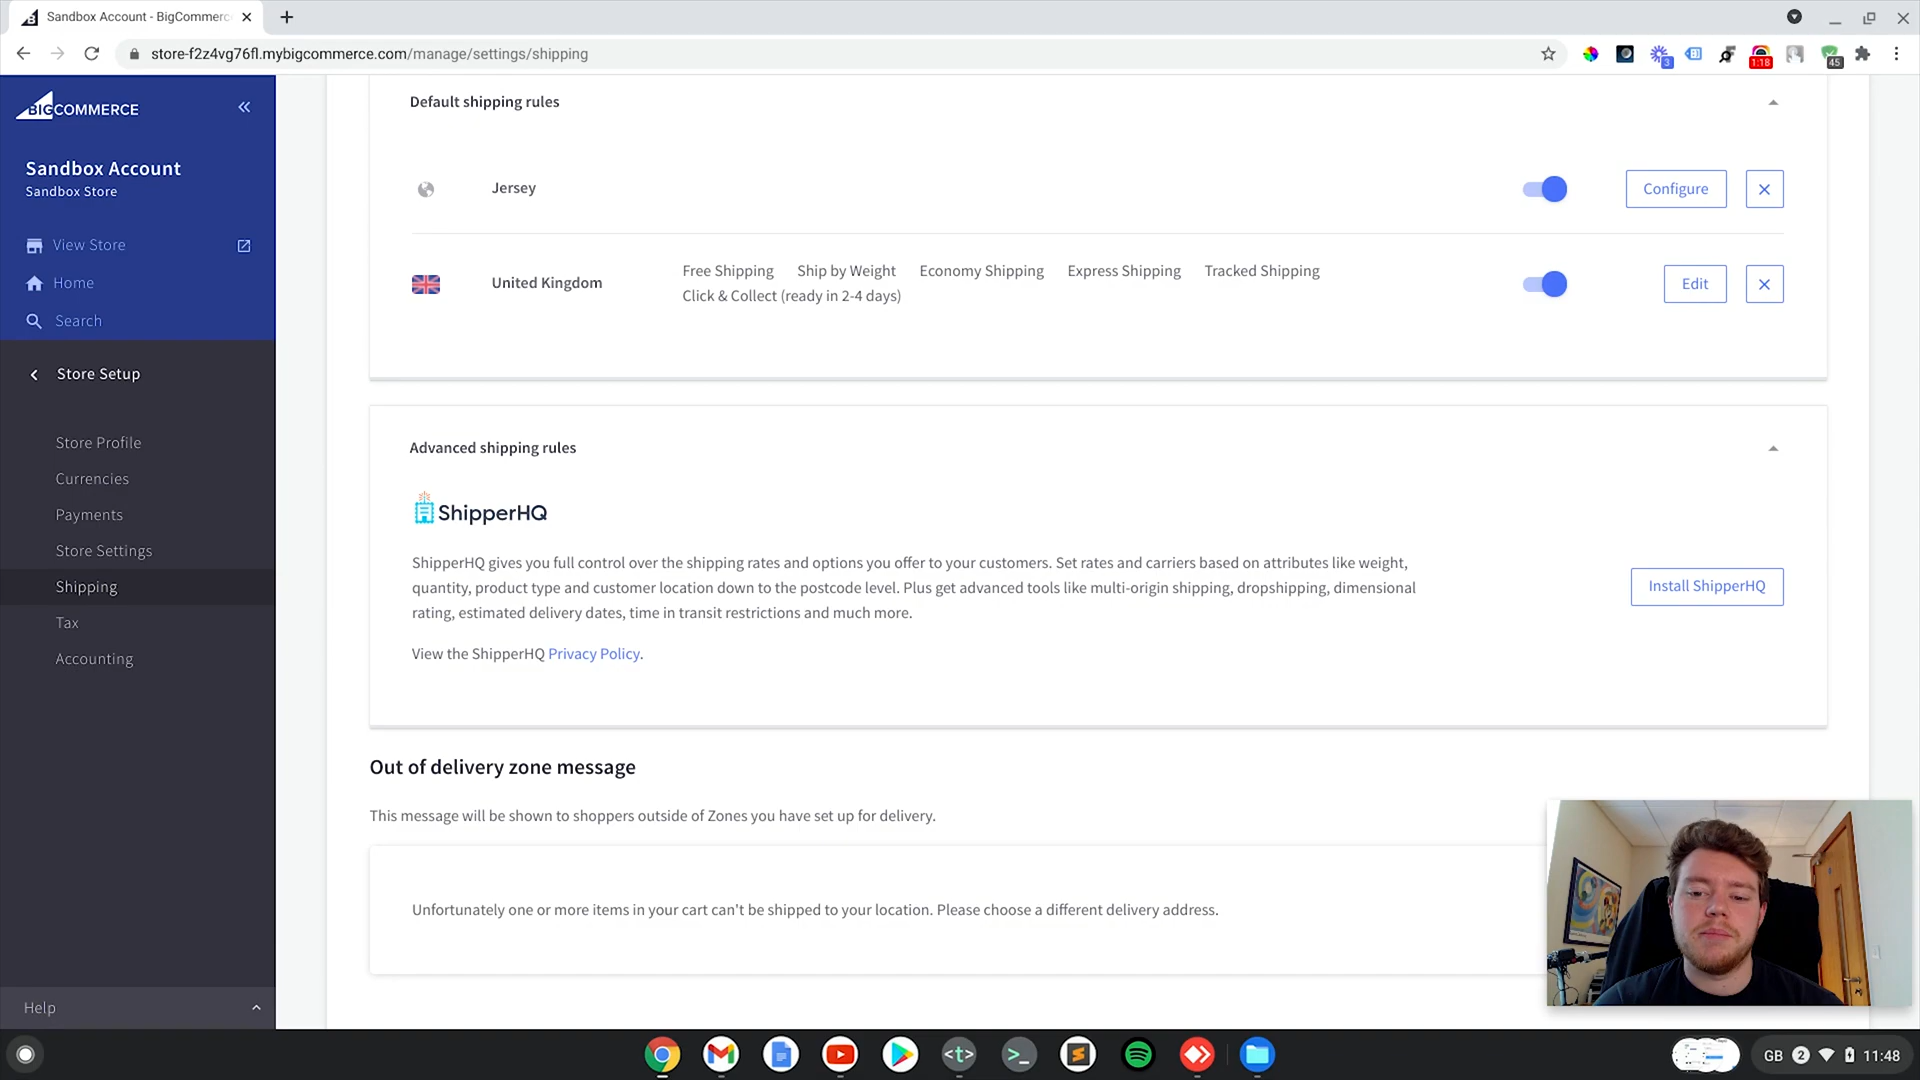 Sandbox Account - BigCommerc
store-f2z4vg76fl.mybigcommerce.com/manage/settings/shipping
3
1:18
45
BIGCOMMERCE
Sandbox Account
Sandbox Store
View Store
Home
Search
Store Setup
Store Profile
Currencies
Payments
Store Settings
Shipping
Tax
Accounting
Help
Default shipping rules
Jersey
Configure
United Kingdom
Free Shipping Ship by Weight Economy Shipping Express Shipping Tracked Shipping
Click & Collect (ready in 2-4 days)
Edit
Advanced shipping rules
ShipperHQ
ShipperHQ gives you full control over the shipping rates and options you offer to your customers. Set rates and carriers based on attributes like weight,
quantity, product type and customer location down to the postcode level. Plus get advanced tools like multi-origin shipping, dropshipping, dimensional
rating, estimated delivery dates, time in transit restrictions and much more.
Install ShipperHQ
View the ShipperHQ Privacy Policy.
Out of delivery zone message
This message will be shown to shoppers outside of Zones you have set up for delivery.
Unfortunately one or more items in your cart can't be shipped to your location. Please choose a different delivery address.
<t>
>_
GB 2 11:48